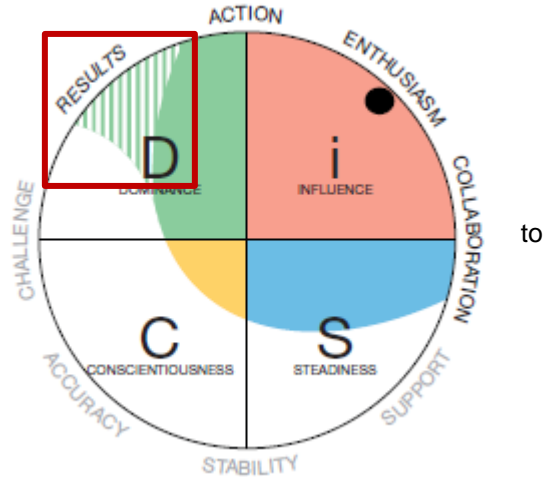 ACTION
RESULTS
ENTHUSIASM
D
DOMINANCE
i
INFLUENCE
CHALLENGE
COLLABORATION
to
C
CONSCIENTIOUSNESS
S
STEADINESS
ACCURACY
SUPPORT
STABILITY